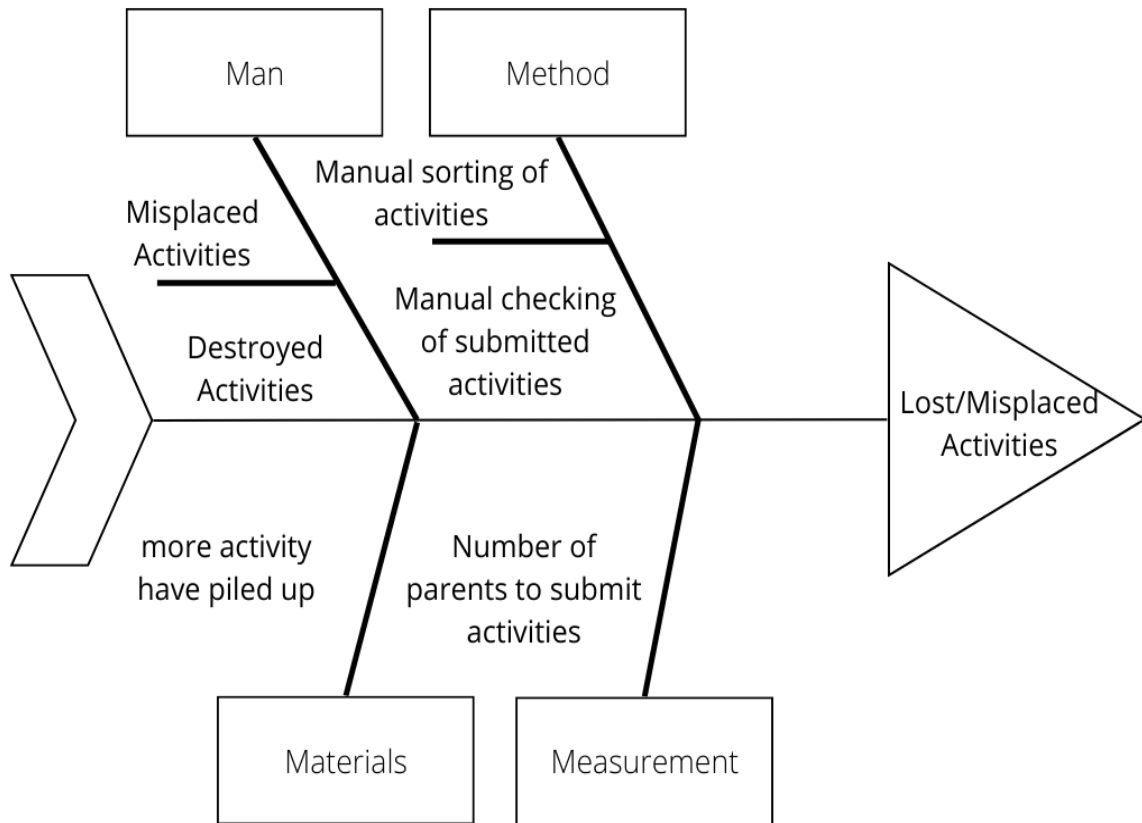 Man
Method
Manual sorting of
activities
Misplaced
Activities
Manual checking
of submitted
activities
Destroyed
Activities
Lost/Misplaced
Activities
more activity
have piled up
Number of
parents to submit
activities
Materials
Measurement